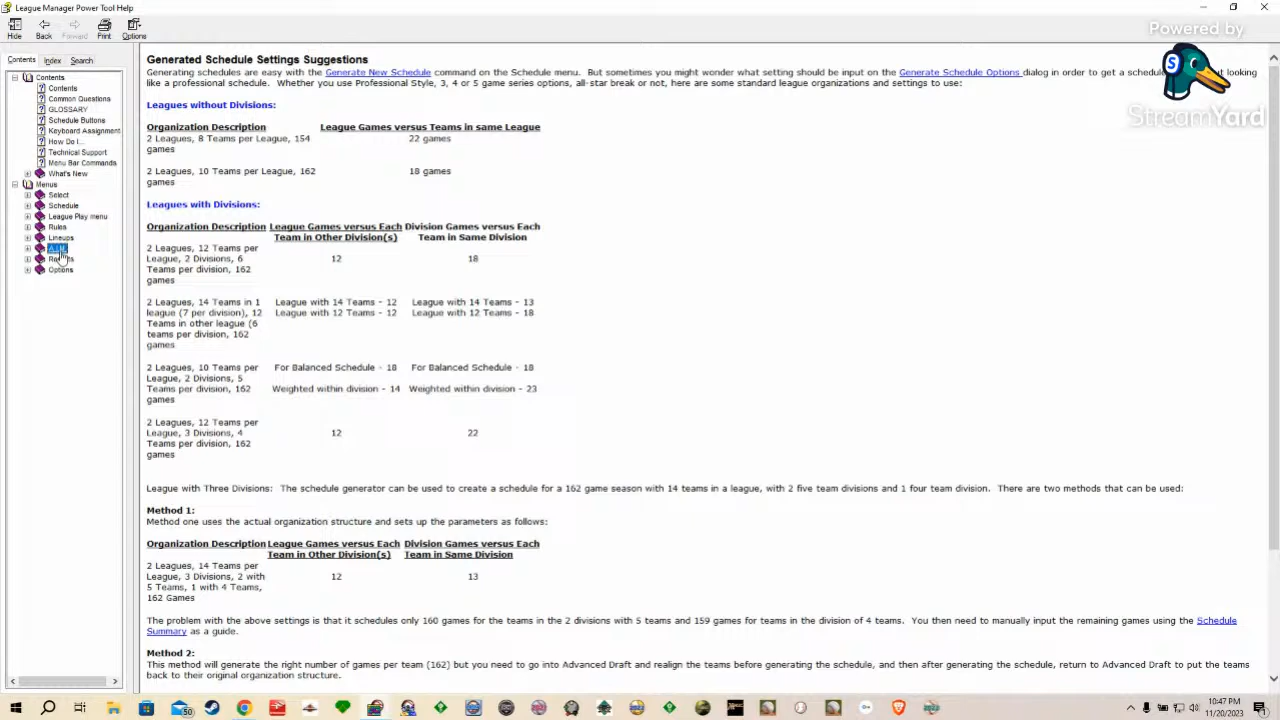 League Manager Power Tool Help
Hide Back Forward Print Options
Powered by
StreamYard
Contents Index Search
Contents
Contents
Common Questions
GLOSSARY
Schedule Buttons
Keyboard Assignment
How Do I...
Technical Support
Menu Bar Commands
What's New
Menus
Select
Schedule
League Play menu
Rules
Lineups
Options
Generated Schedule Settings Suggestions
Generating schedules are easy with the Generate New Schedule command on the Schedule menu. But sometimes you might wonder what setting should be input on the Generate Schedule Options dialog in order to get a schedule out looking
like a professional schedule. Whether you use Professional Style, 3, 4 or 5 game series options, all-star break or not, here are some standard league organizations and settings to use:
Leagues without Divisions:
Organization Description League Games versus Teams in same League
2 Leagues, 8 Teams per League, 154 22 games
games
2 Leagues, 10 Teams per League, 162 18 games
games
Leagues with Divisions:
Organization Description League Games versus Each Division Games versus Each
Team in Other Division(s) Team in Same Division
2 Leagues, 12 Teams per
League, 2 Divisions, 6 12 18
Teams per division, 162
games
2 Leagues, 14 Teams in 1 League with 14 Teams - 12 League with 14 Teams - 13
league (7 per division), 12 League with 12 Teams - 12 League with 12 Teams - 18
Teams in other league (6
teams per division, 162
games
2 Leagues, 10 Teams per For Balanced Schedule - 18 For Balanced Schedule - 18
League, 2 Divisions, 5
Teams per division, 162 Weighted within division - 14 Weighted within division - 23
games
2 Leagues, 12 Teams per
League, 3 Divisions, 4 12 22
Teams per division, 162
games
League with Three Divisions: The schedule generator can be used to create a schedule for a 162 game season with 14 teams in a league, with 2 five team divisions and 1 four team division. There are two methods that can be used:
Method 1:
Method one uses the actual organization structure and sets up the parameters as follows:
Organization Description League Games versus Each Division Games versus Each
Team in Other Division(s) Team in Same Division
2 Leagues, 14 Teams per
League, 3 Divisions, 2 with 12 13
5 Teams, 1 with 4 Teams,
162 Games
The problem with the above settings is that it schedules only 160 games for the teams in the 2 divisions with 5 teams and 159 games for teams in the division of 4 teams. You then need to manually input the remaining games using the Schedule
Summary as a guide.
Method 2:
This method will generate the right number of games per team (162) but you need to go into Advanced Draft and realign the teams before generating the schedule, and then after generating the schedule, return to Advanced Draft to put the teams
back to their original organization structure.
50
10:47 PM
11/20/2023